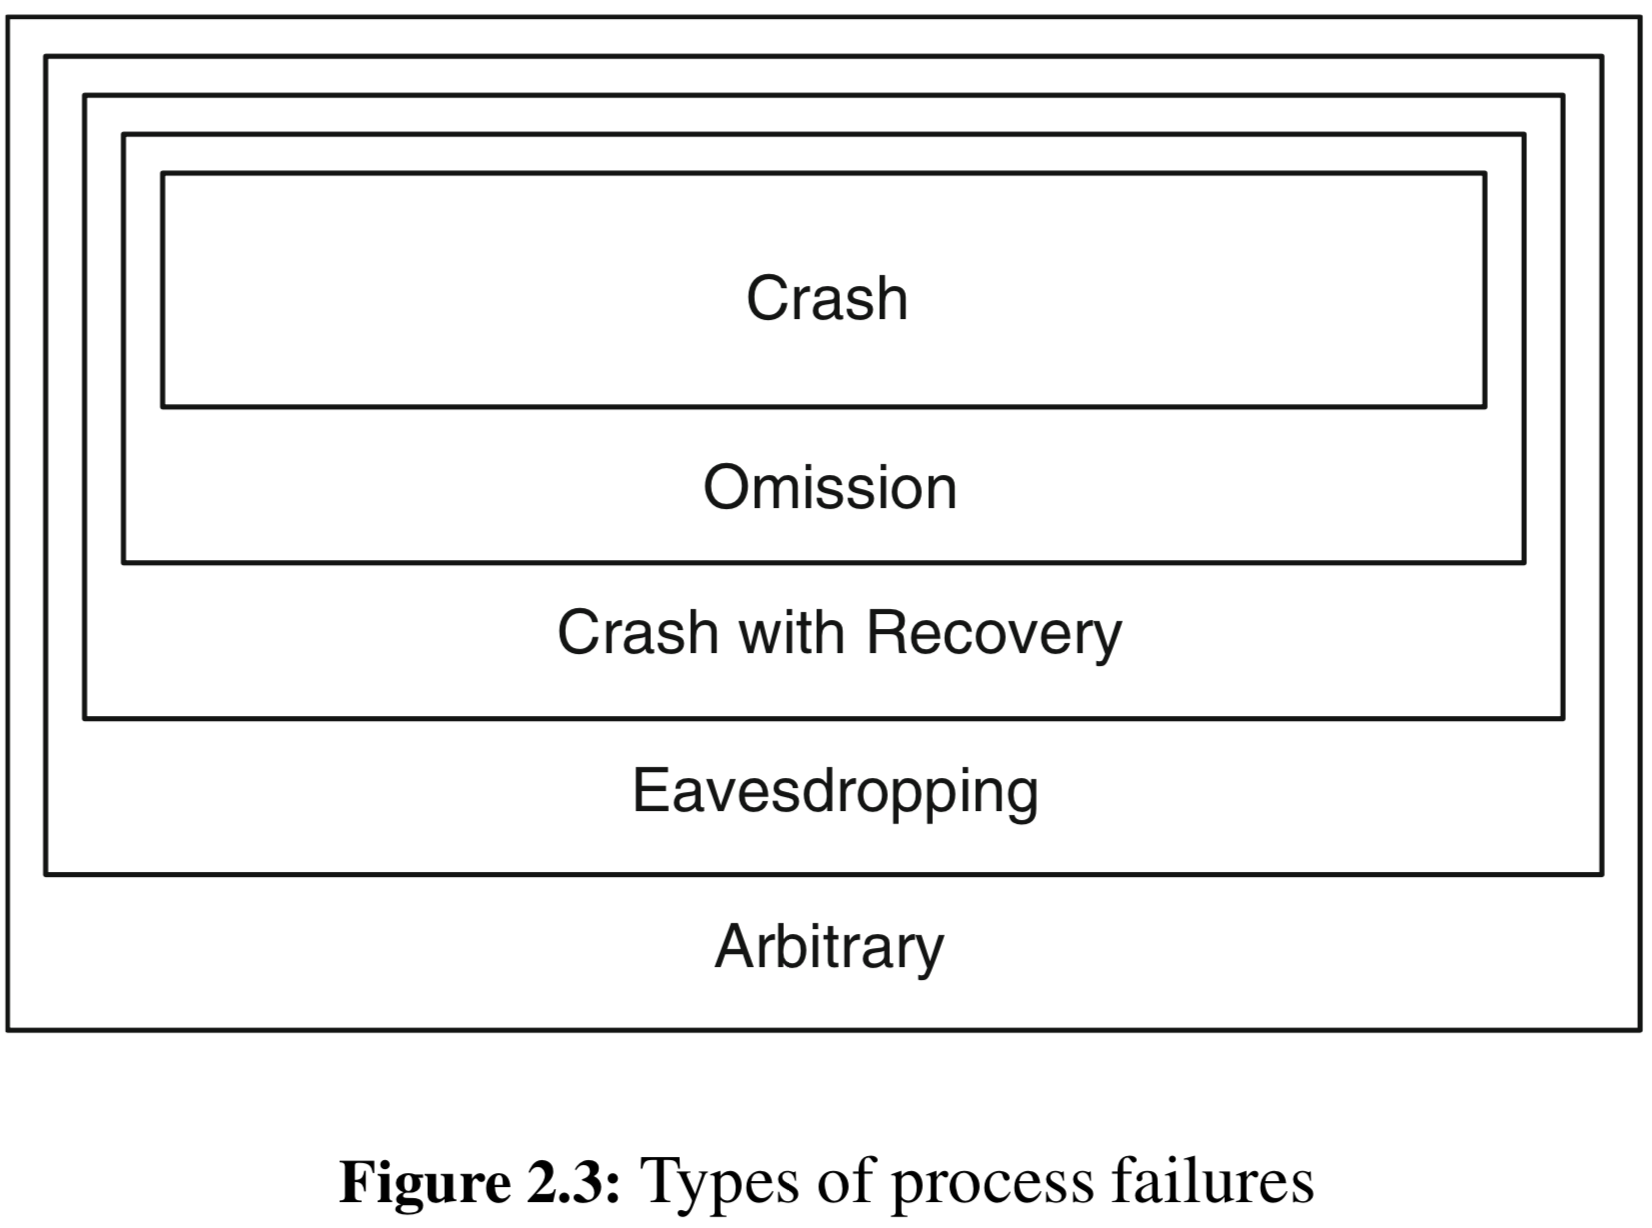 Crash
Omission
Crash with Recovery
Eavesdropping
Arbitrary
Figure 2.3: Types of process failures